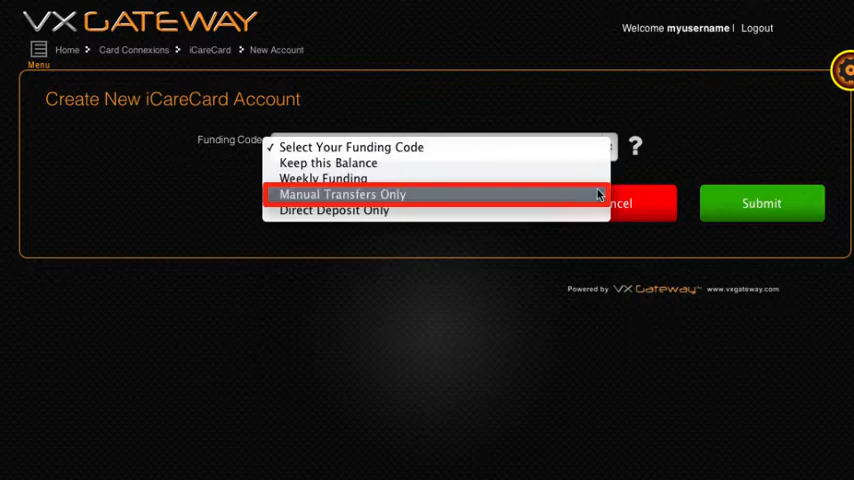 VX GATEWAY
Welcome myusername | Logout
Menu
Home > Card Connexions > iCareCard > New Account
Create New iCareCard Account
Funding Code
✓ Select Your Funding Code
Keep this Balance
Weekly Funding
Manual Transfers Only
Direct Deposit Only
?
ncel
Submit
Powered by VX Gateway™ www.vxgateway.com